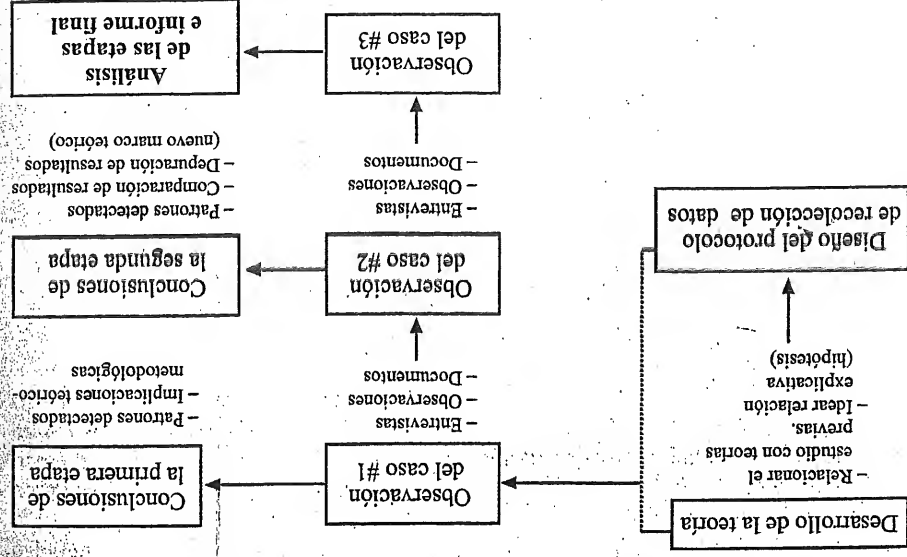 Desarrollo de la teoría
– Relacionar el
estudio con teorías
previas.
– Idear relación
explicativa
(hipótesis)
Diseño del protocolo
de recolección de datos
Observación
del caso #1
– Entrevistas
– Observaciones
– Documentos
Observación
del caso #2
– Entrevistas
– Observaciones
– Documentos
Observación
del caso #3
Conclusiones de
la primera etapa
– Patrones detectados
– Implicaciones teórico-
metodológicas
Conclusiones de
la segunda etapa
– Patrones detectados
– Comparación de resultados
– Depuración de resultados
(nuevo marco teórico)
Análisis
de las etapas
e informe final